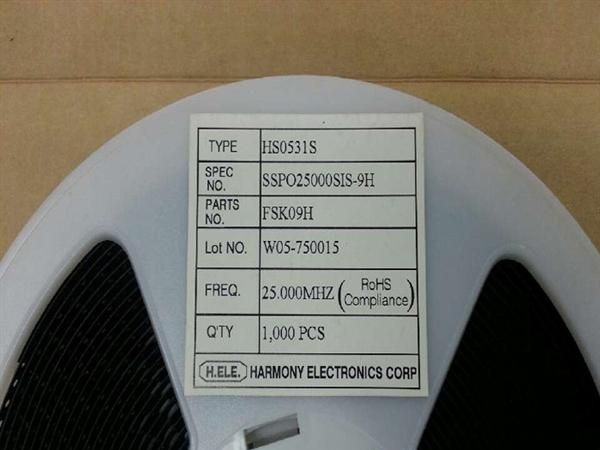 TYPE HS0531S
SPEC NO. SSPO25000SIS-9H
PARTS NO. FSK09H
Lot NO. W05-750015
FREQ. 25.000MHZ (RoHS Compliance)
Q'TY 1,000 PCS
H.ELE. HARMONY ELECTRONICS CORP